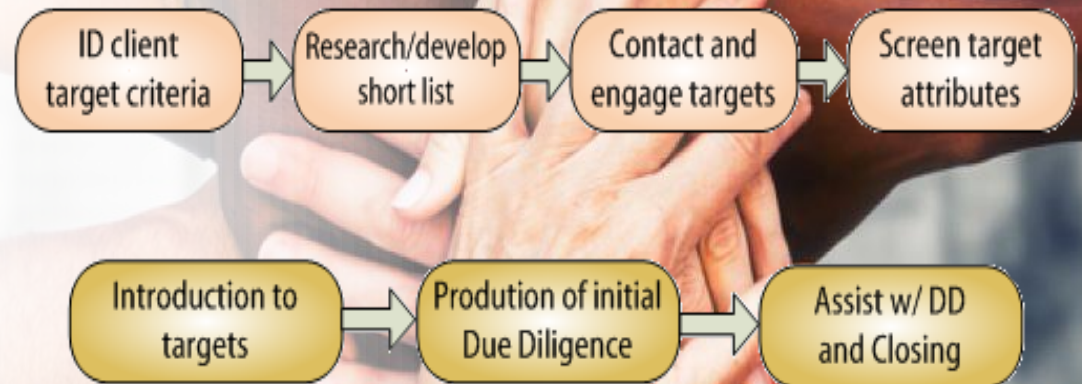 ID client
target criteria
Research/develop
short list
Contact and
engage targets
Screen target
attributes
Introduction to
targets
Prodution of initial
Due Diligence
Assist w/ DD
and Closing